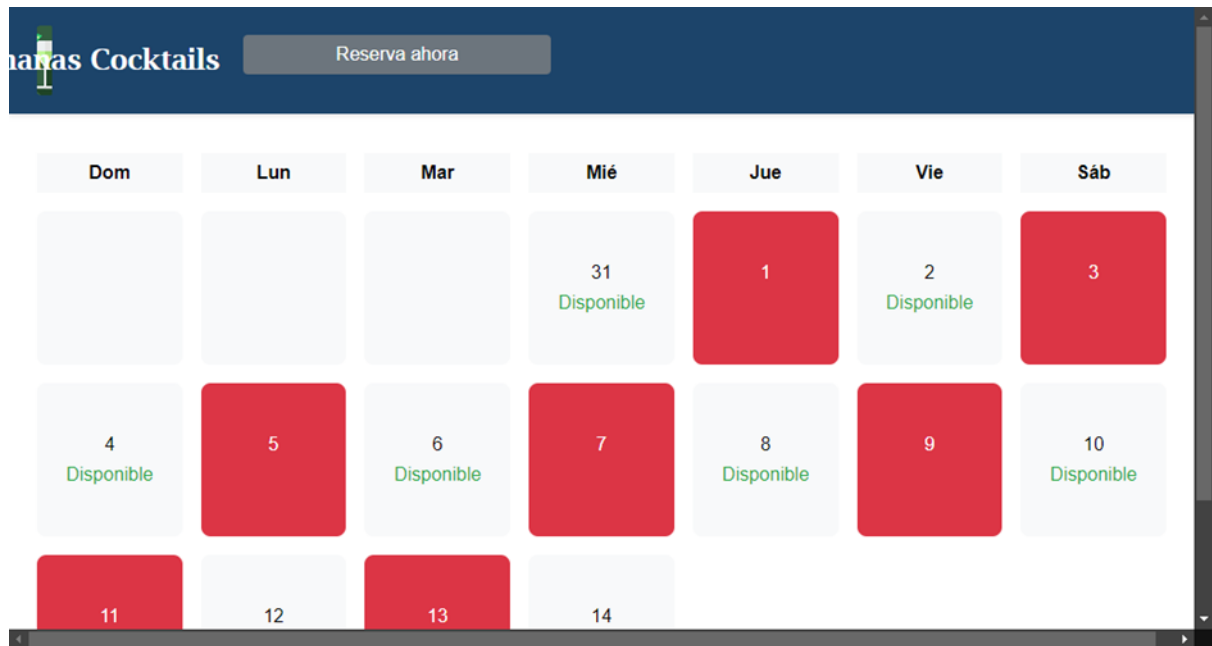 Cocktails
Reserva ahora
Dom Lun Mar Mié Jue Vie Sáb
31 1 2 3
Disponible Disponible
4 5 6 7 8 9 10
Disponible Disponible Disponible Disponible
11 12 13 14